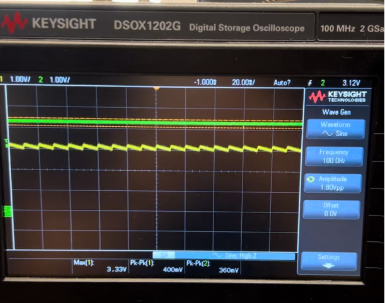 KEYSIGHT DSOX1202G Digital Storage Oscilloscope 100 MHz 2 GSa
1 1.00V/ 2 1.00V/ -1.000s 20.00s/ Auto? 2 3.12V
KEYSIGHT
TECHNOLOGIES
Wave Gen
Waveform
Sine
Frequency
100.0Hz
Amplitude
1.80Vpp
Offset
0.0V
Sine, High-Z
Settings
Max(1): Pk-Pk(1): Pk-Pk(2):
3.33V 400mV 360mV